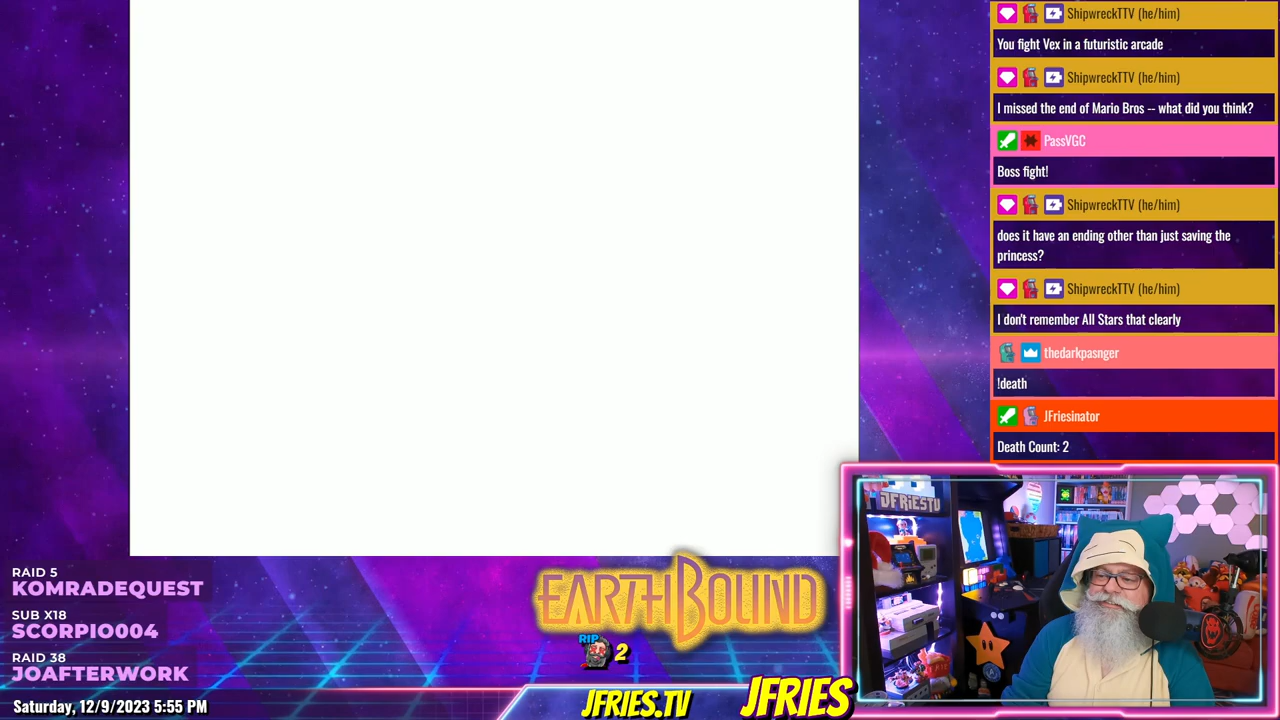 ShipwreckTTV (he/him)
You fight Vex in a futuristic arcade
ShipwreckTTV (he/him)
I missed the end of Mario Bros -- what did you think?
PassVGC
Boss fight!
ShipwreckTTV (he/him)
does it have an ending other than just saving the
princess?
ShipwreckTTV (he/him)
I don't remember All Stars that clearly
thedarkpasnger
!death
JFriesinator
Death Count: 2
JFRIESTV
RAID 5
KOMRADEQUEST
SUB X18
SCORPIO004
RAID 38
JOAFTERWORK
Saturday, 12/9/2023 5:55 PM
EARTHBOUND
RIP
2
JFRIES.TV
JFRIES